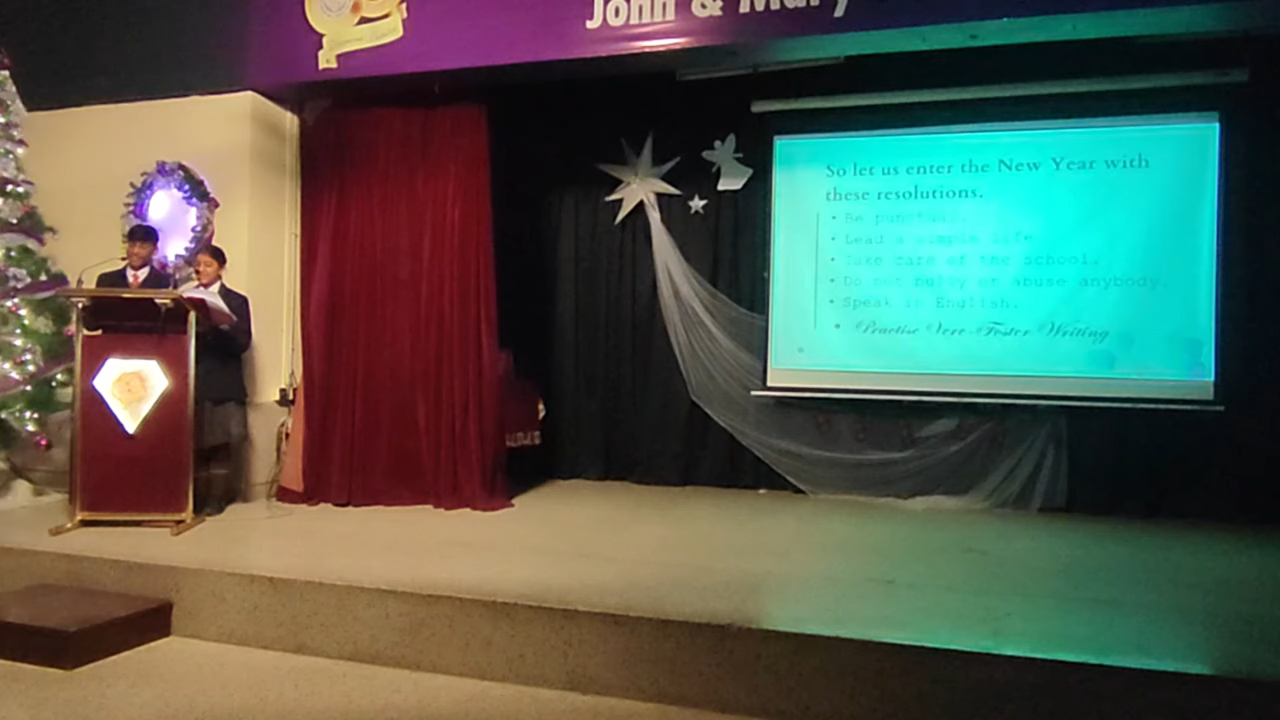 John & Mary
So let us enter the New Year with
these resolutions.
• Be punctual.
• Lead a simple life.
• Take care of the school.
• Do not bully or abuse anybody.
• Speak in English.
• Practise Vere-Foster Writing